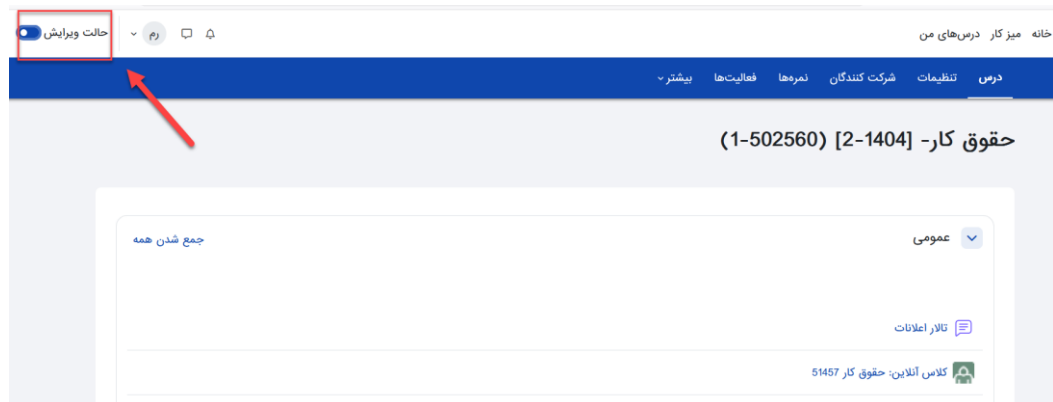 خانه میز کار درس‌های من رم حالت ویرایش
درس تنظیمات شرکت کنندگان نمره‌ها فعالیت‌ها بیشتر
حقوق کار- [1404-2] (502560-1)
عمومی جمع شدن همه
تالار اعلانات
کلاس آنلاین: حقوق کار 51457